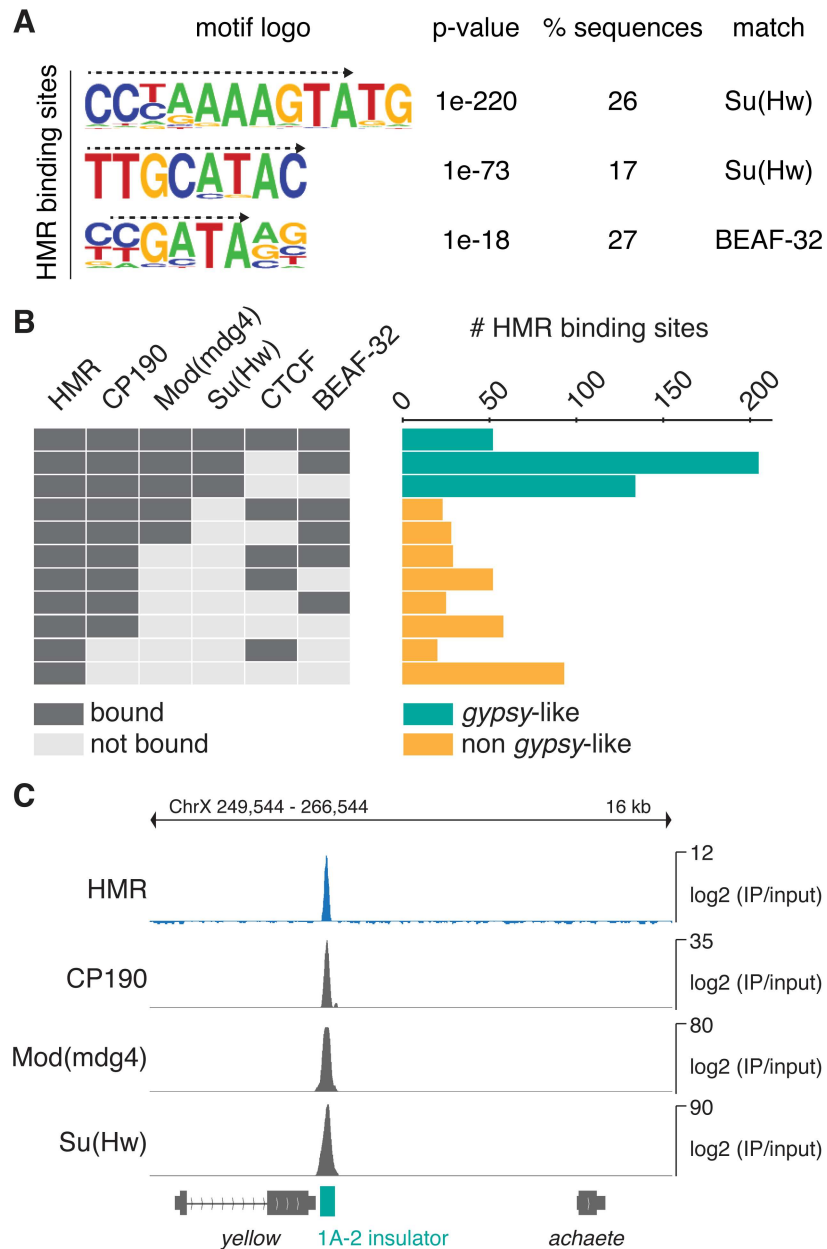 A
motif logo p-value % sequences match
HMR binding sites
CCTAAAAGTATG 1e-220 26 Su(Hw)
TTGCATAC 1e-73 17 Su(Hw)
CCGATAAG 1e-18 27 BEAF-32
B
HMR CP190 Mod(mdg4) Su(Hw) CTCF BEAF-32
# HMR binding sites
0 50 100 150 200
bound
not bound
gypsy-like
non gypsy-like
C
ChrX 249,544 - 266,544 16 kb
HMR 12 log2 (IP/input)
CP190 35 log2 (IP/input)
Mod(mdg4) 80 log2 (IP/input)
Su(Hw) 90 log2 (IP/input)
yellow 1A-2 insulator achaete